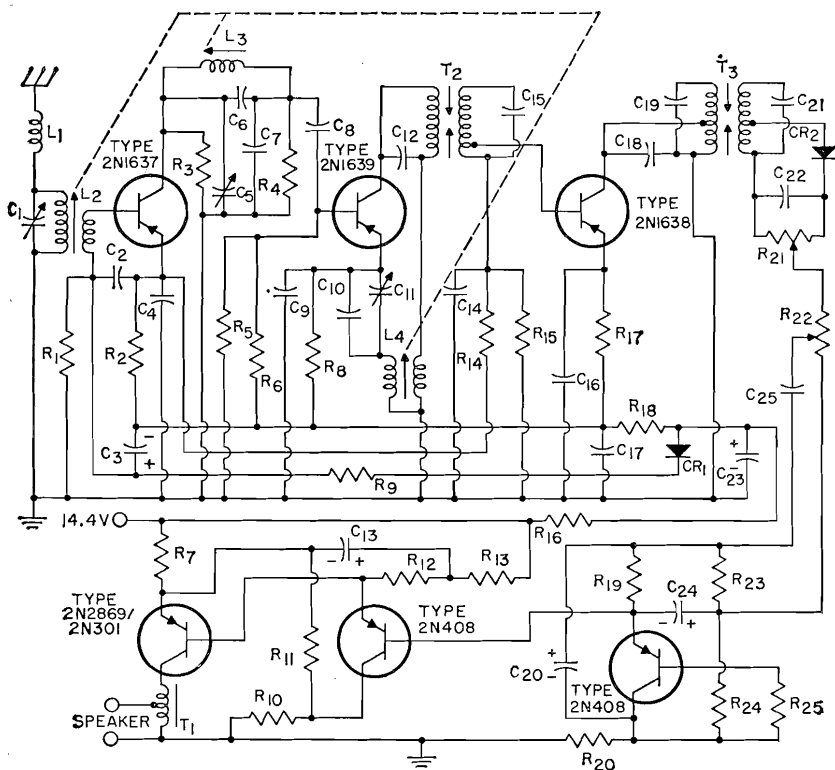 L3
T2
T3
C15
C19
C21
CR2
L1
C6
C7
C8
C12
C18
TYPE
2N1637
TYPE
2N1639
TYPE
2N1638
R3
C5
R4
C22
C1
L2
R21
C2
C4
C9
C10
C11
C14
R22
R1
R2
R5
R6
R8
L4
R14
R15
C16
R17
C25
R18
C3
C17
CR1
C23
R9
14.4V
R16
R7
C13
R12
R13
R19
C24
R23
TYPE
2N2869/
2N301
TYPE
2N408
R11
C20
TYPE
2N408
R24
R25
R10
SPEAKER
T1
R20